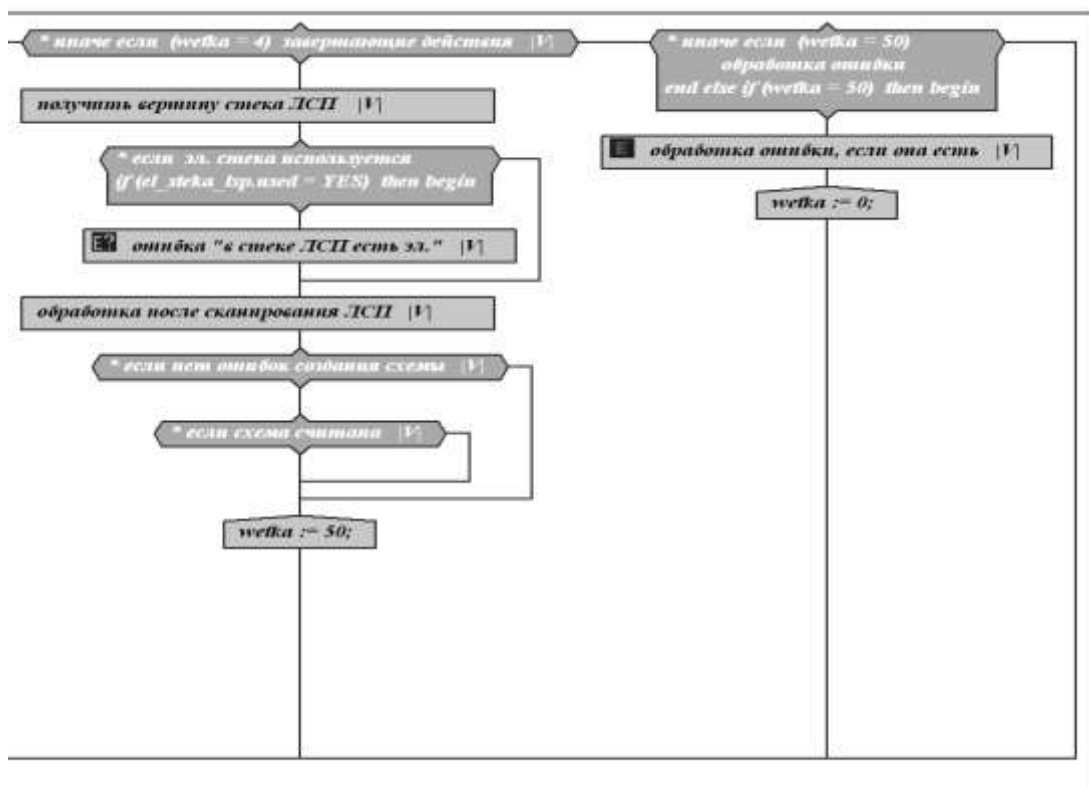 * иначе если (wetka = 4) завершающие действия |V|
получить вершину стека ЛСП |V|
* если эл. стека используется
if (el_steka_lsp.used = YES) then begin
E? ошибка "в стеке ЛСП есть эл." |V|
обработка после сканирования ЛСП |V|
* если нет ошибок создания схемы |V|
* если схема считана |V|
wetka := 50;
* иначе если (wetka = 50)
обработка ошибки
end else if (wetka = 50) then begin
E обработка ошибки, если она есть |V|
wetka := 0;